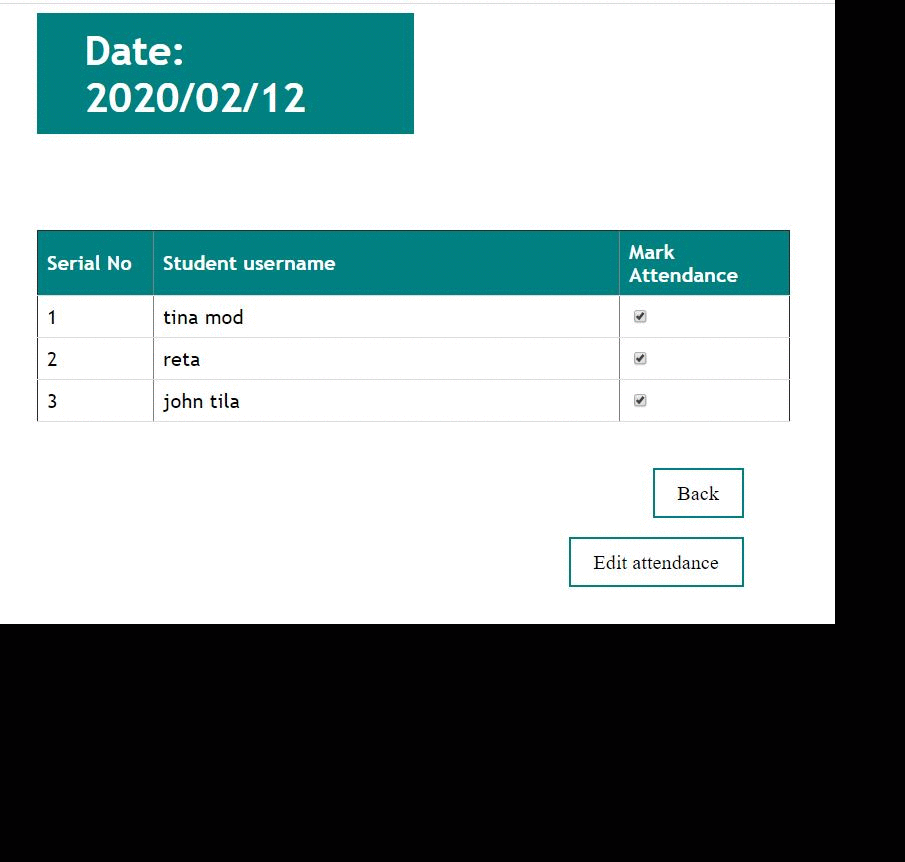 Date:
2020/02/12
Serial No Student username Mark Attendance
1 tina mod
2 reta
3 john tila
Back
Edit attendance